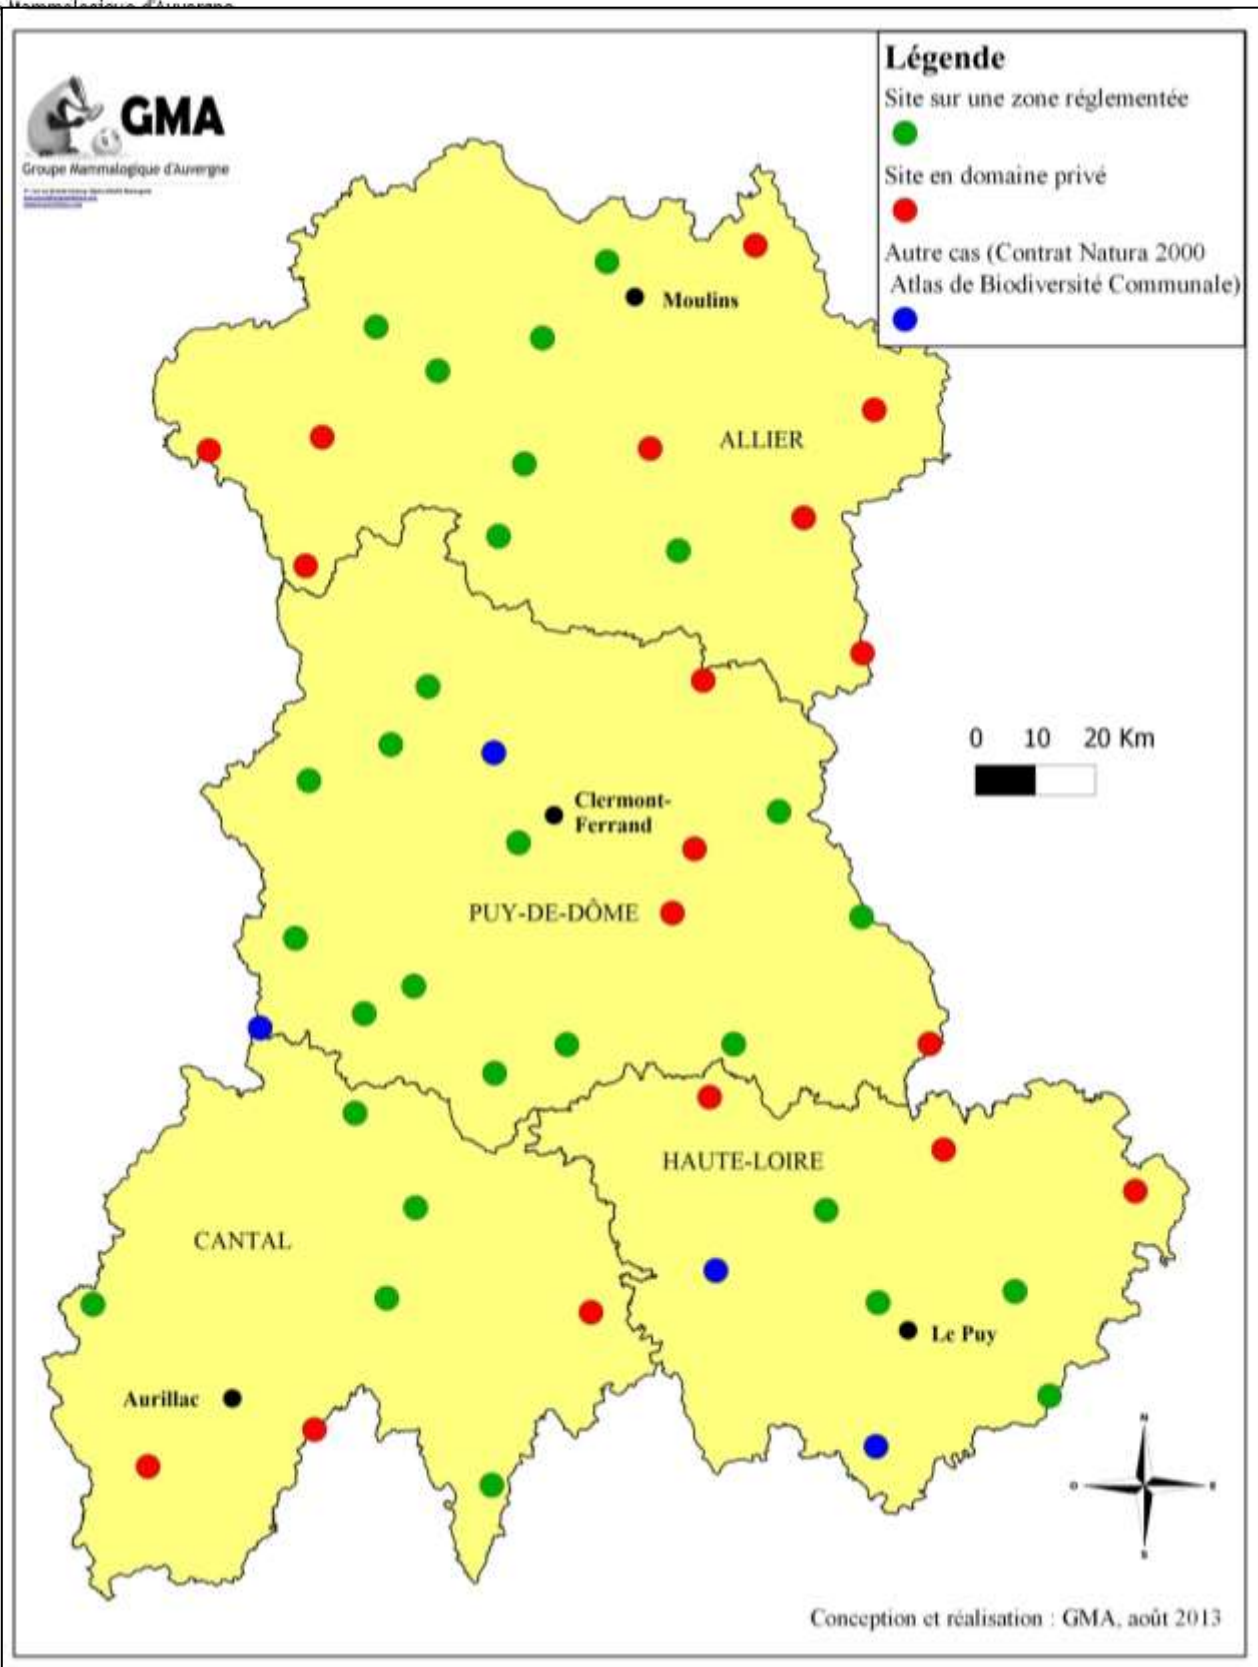 Mammalogique d'Auvergne
GMA
Groupe Mammalogique d'Auvergne
Légende
Site sur une zone réglementée
Site en domaine privé
Autre cas (Contrat Natura 2000
Atlas de Biodiversité Communale)
Moulins
ALLIER
0 10 20 Km
Clermont-
Ferrand
PUY-DE-DÔME
HAUTE-LOIRE
CANTAL
Le Puy
Aurillac
N
O E
S
Conception et réalisation : GMA, août 2013